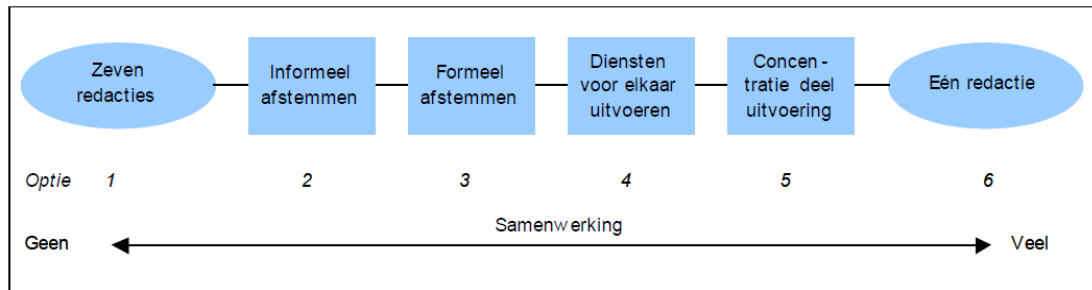 Zeven
redacties
Informeel
afstemmen
Formeel
afstemmen
Diensten
voor elkaar
uitvoeren
Concen -
tratie deel
uitvoering
Eén redactie
Optie 1 2 3 4 5 6
Samenwerking
Geen Veel